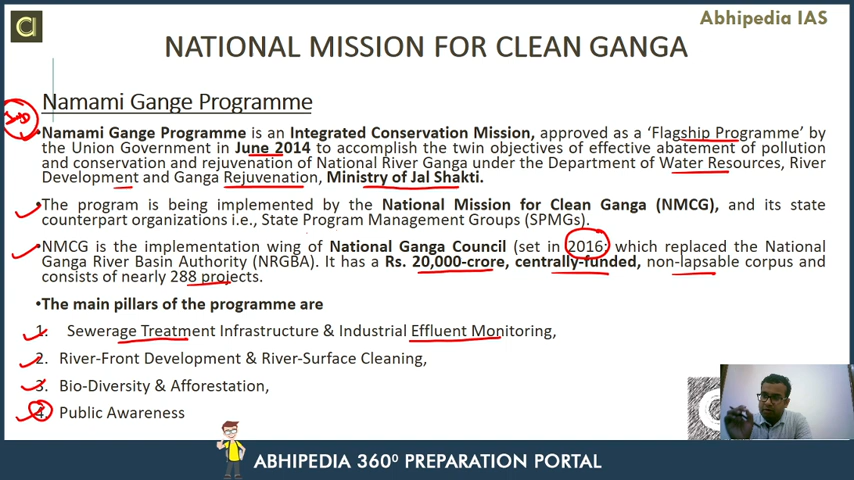 Abhipedia IAS
NATIONAL MISSION FOR CLEAN GANGA
Namami Gange Programme
•Namami Gange Programme is an Integrated Conservation Mission, approved as a ‘Flagship Programme’ by
the Union Government in June 2014 to accomplish the twin objectives of effective abatement of pollution
and conservation and rejuvenation of National River Ganga under the Department of Water Resources, River
Development and Ganga Rejuvenation, Ministry of Jal Shakti.
•The program is being implemented by the National Mission for Clean Ganga (NMCG), and its state
counterpart organizations i.e., State Program Management Groups (SPMGs).
•NMCG is the implementation wing of National Ganga Council (set in 2016; which replaced the National
Ganga River Basin Authority (NRGBA). It has a Rs. 20,000-crore, centrally-funded, non-lapsable corpus and
consists of nearly 288 projects.
•The main pillars of the programme are
1. Sewerage Treatment Infrastructure & Industrial Effluent Monitoring,
2. River-Front Development & River-Surface Cleaning,
3. Bio-Diversity & Afforestation,
4. Public Awareness
ABHIPEDIA 360⁰ PREPARATION PORTAL